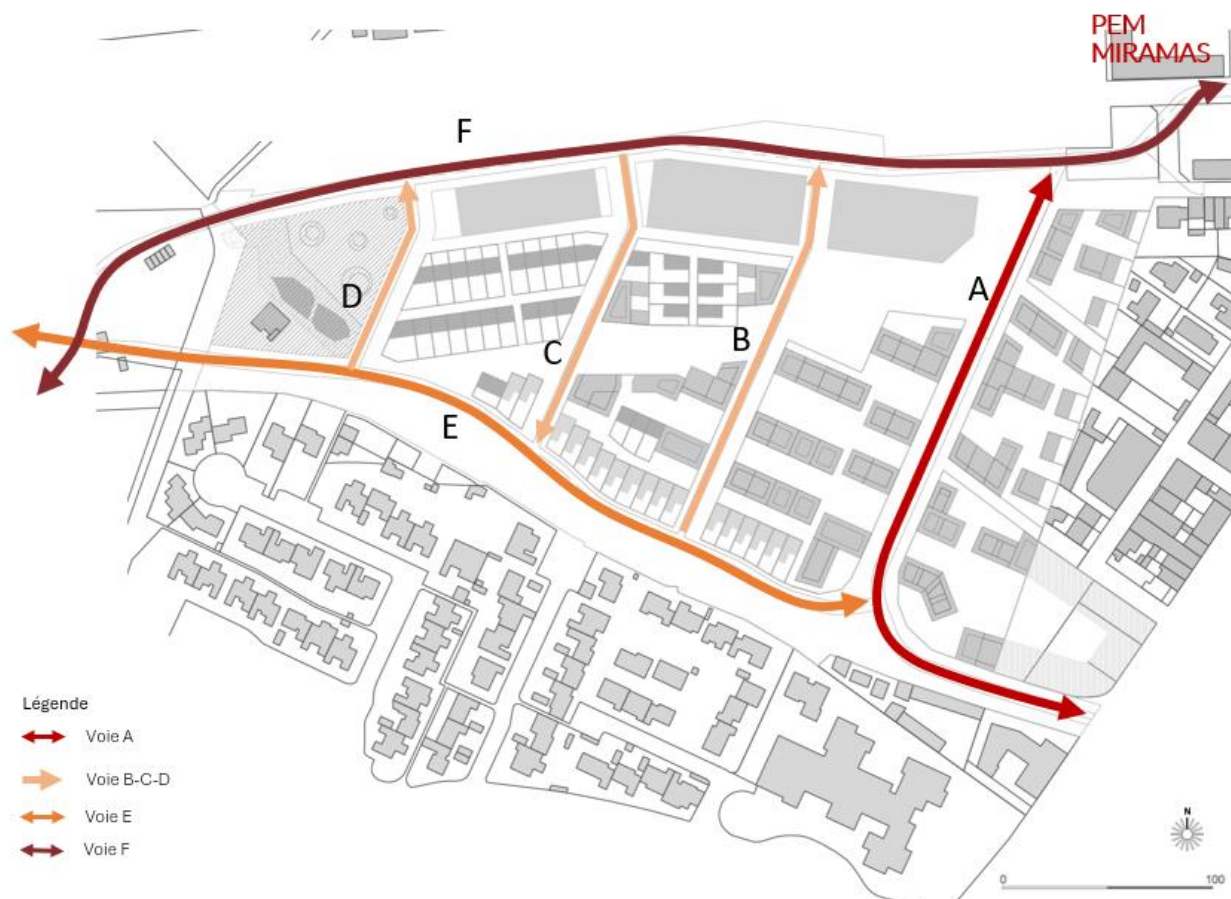 PEM
MIRAMAS
F
A
D
B
C
E
Légende
Voie A
Voie B-C-D
Voie E
Voie F
N
0
100